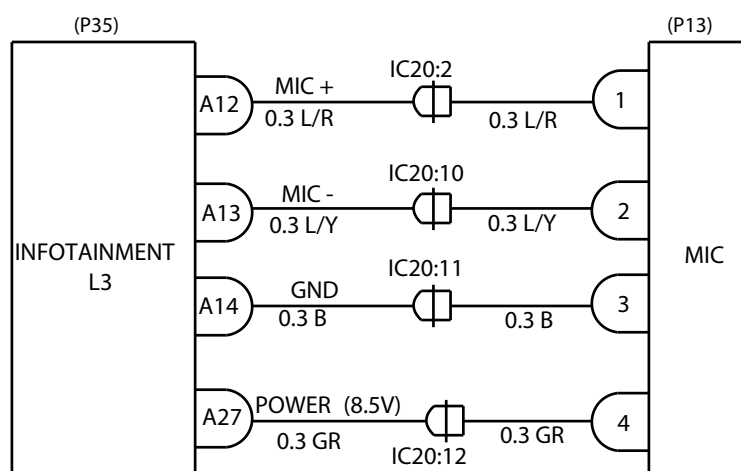 (P35)
(P13)
IC20:2
A12
MIC +
0.3 L/R
0.3 L/R
1
IC20:10
A13
MIC -
0.3 L/Y
0.3 L/Y
2
INFOTAINMENT
L3
MIC
IC20:11
A14
GND
0.3 B
0.3 B
3
A27
POWER (8.5V)
0.3 GR
0.3 GR
4
IC20:12